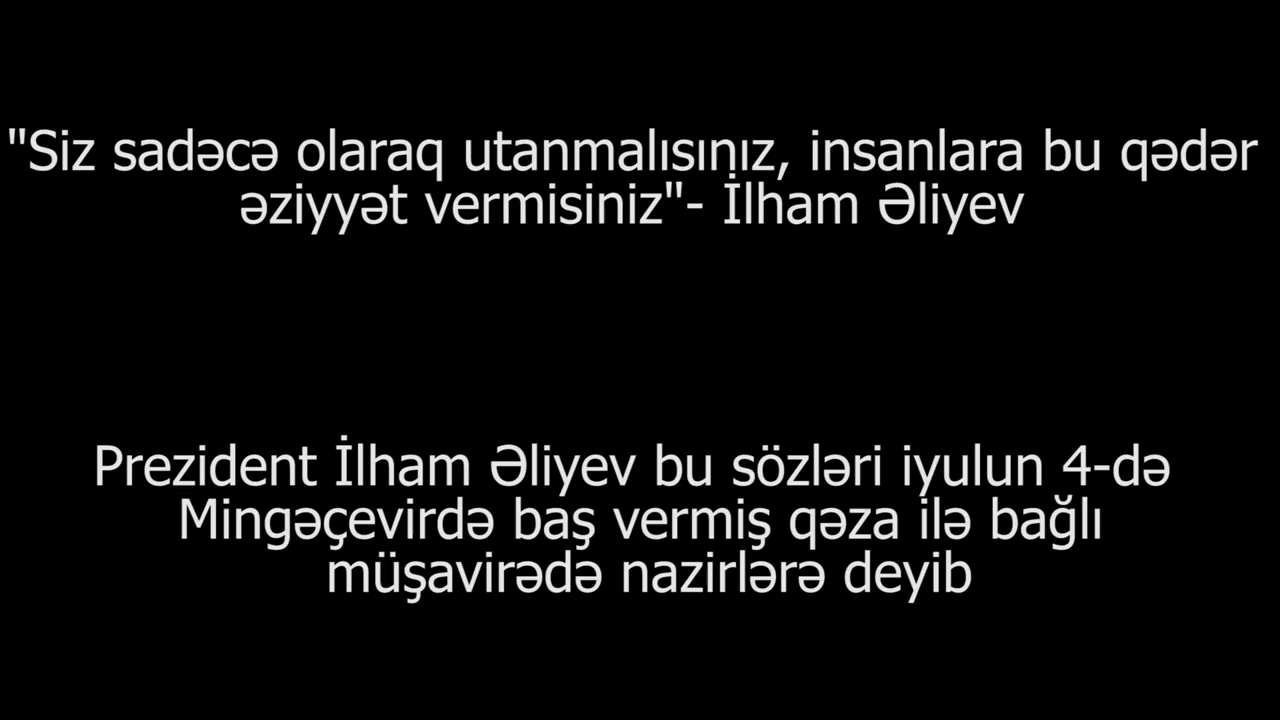 "Siz sadəcə olaraq utanmalısınız, insanlara bu qədər
əziyyət vermisiniz"- İlham Əliyev
Prezident İlham Əliyev bu sözləri iyulun 4-də
Mingəçevirdə baş vermiş qəza ilə bağlı
müşavirədə nazirlərə deyib